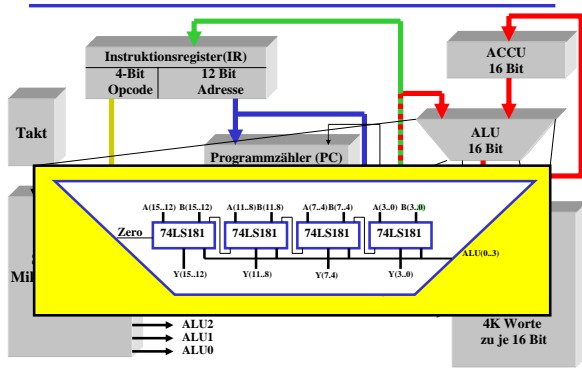 Instruktionsregister(IR)
4-Bit
Opcode
12 Bit
Adresse
ACCU
16 Bit
Takt
Programmzähler (PC)
ALU
16 Bit
A(15..12) B(15..12)
A(11..8)B(11.8)
A(7..4)B(7..4)
A(3..0) B(3..0)
Zero
74LS181
74LS181
74LS181
74LS181
ALU(0..3)
Y(15..12)
Y(11..8)
Y(7.4)
Y(3..0)
ALU2
ALU1
ALU0
4K Worte
zu je 16 Bit